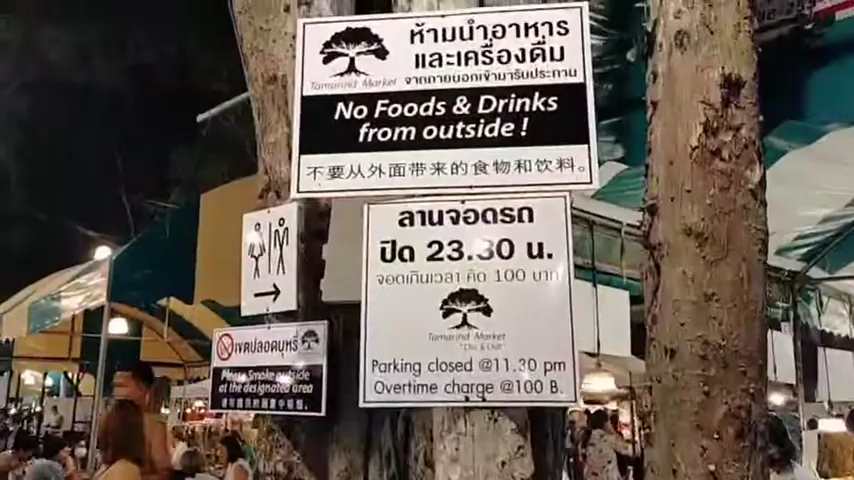 ห้ามนำอาหาร
และเครื่องดื่ม
จากภายนอกเข้ามารับประทาน
Tamarind Market
No Foods & Drinks
from outside !
不要从外面带来的食物和饮料。
ลานจอดรถ
ปิด 23.30 น.
จอดเกินเวลา คิด 100 บาท
Tamarind Market
"Chic & Chill"
Parking closed @11.30 pm
Overtime charge @100 B.
เขตปลอดบุหรี่
Please Smoke outside
at the designated area